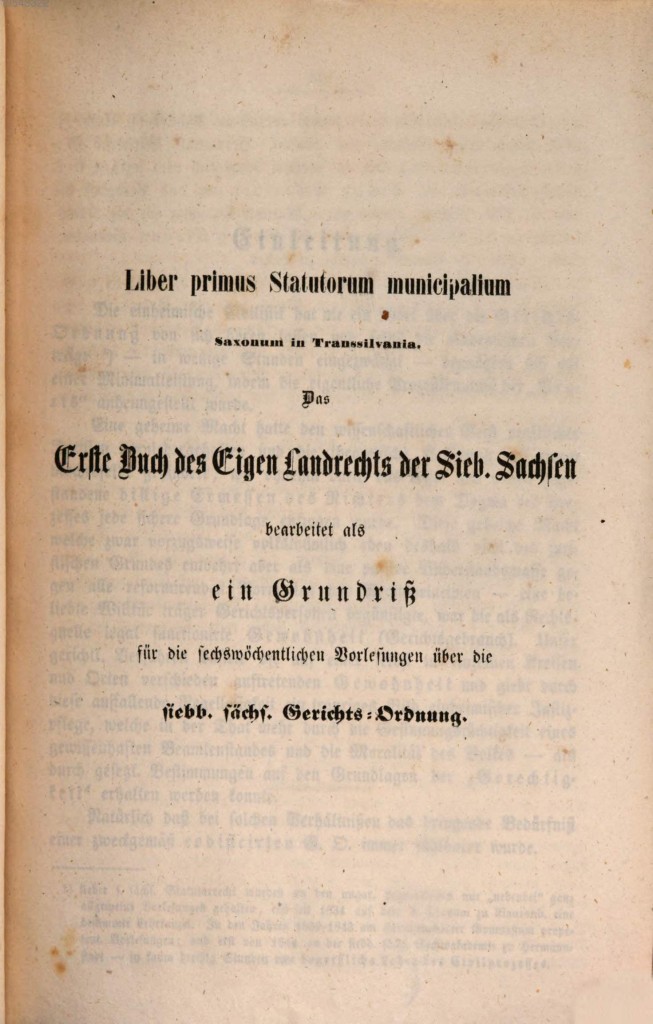 Liber primus Statutorum municipalium
Saxonum in Transsilvania.
Das
Erste Buch des Eigen Landrechts der Sieb. Sachsen
bearbeitet als
ein Grundriß
für die sechswöchentlichen Vorlesungen über die
siebb. sächs. Gerichts-Ordnung.